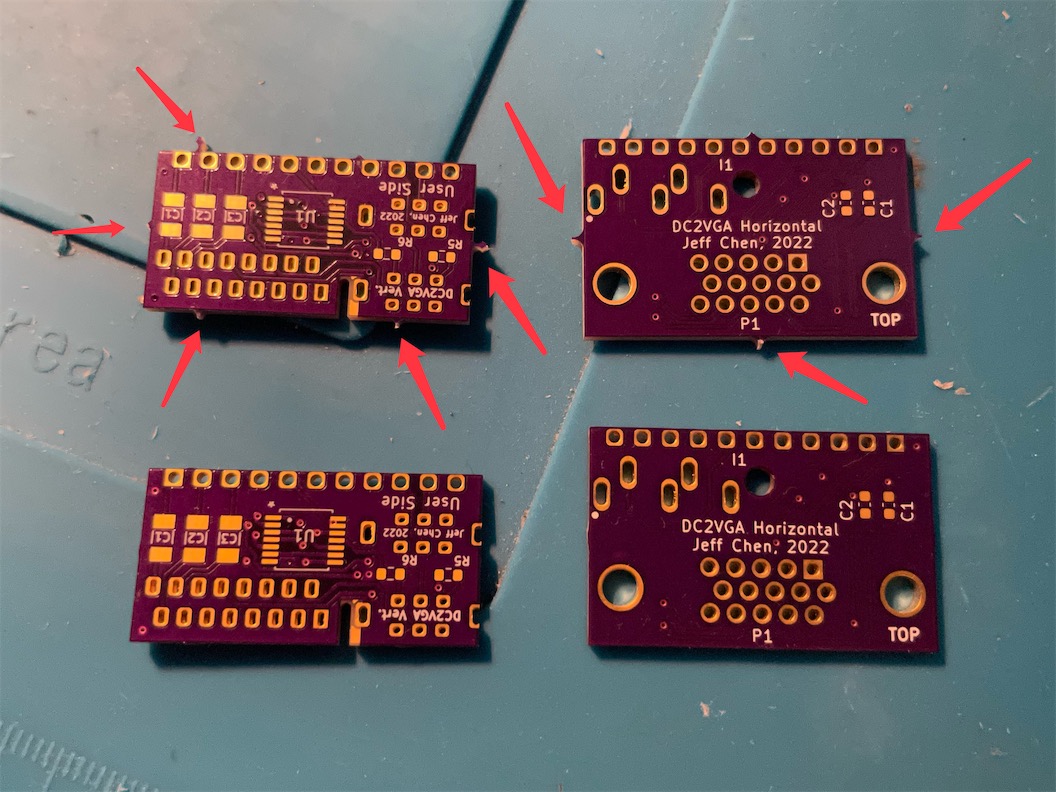 User Side
C1
C2
C3
U1
Jeff Chen, 2022
R6
R5
DC2VGA Vert.
I1
C2
C1
DC2VGA Horizontal
Jeff Chen, 2022
P1
TOP
rea
User Side
C1
C2
C3
U1
Jeff Chen, 2022
R6
R5
DC2VGA Vert.
I1
C2
C1
DC2VGA Horizontal
Jeff Chen, 2022
P1
TOP